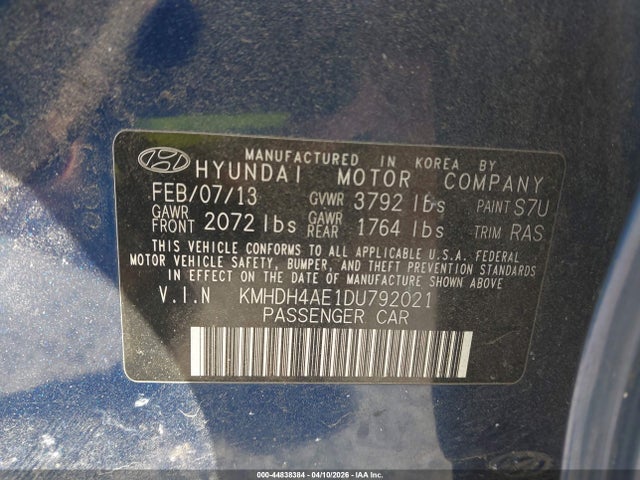 MANUFACTURED IN KOREA BY
HYUNDAI MOTOR COMPANY
FEB/07/13 GVWR 3792 lbs PAINT S7U
GAWR FRONT 2072 lbs GAWR REAR 1764 lbs TRIM RAS
THIS VEHICLE CONFORMS TO ALL APPLICABLE U.S.A. FEDERAL
MOTOR VEHICLE SAFETY, BUMPER, AND THEFT PREVENTION STANDARDS
IN EFFECT ON THE DATE OF MANUFACTURE SHOWN ABOVE.
V.I.N KMHDH4AE1DU792021
PASSENGER CAR
000-44838384 - 04/10/2026 - IAA Inc.